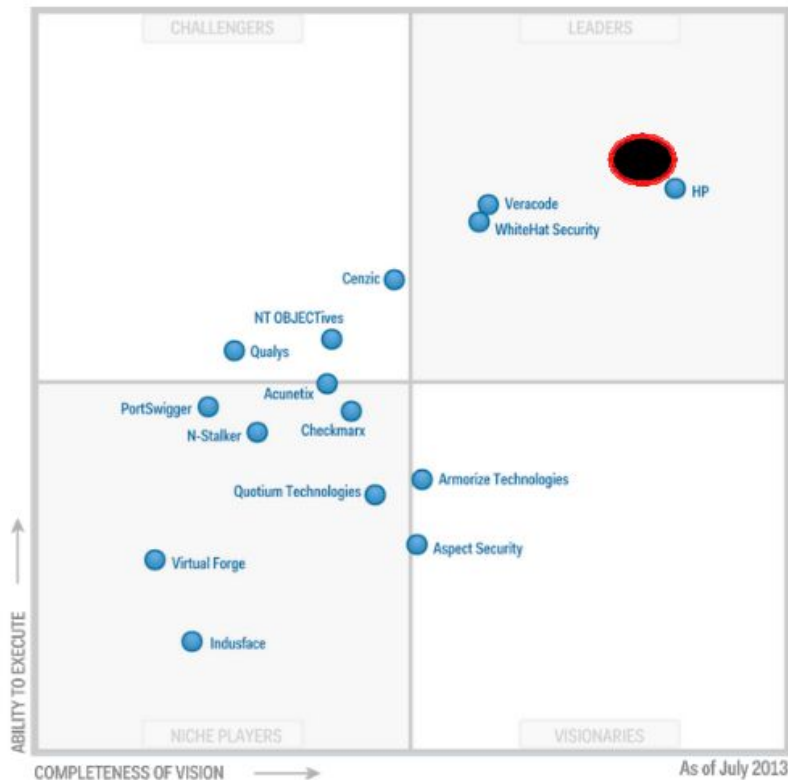 CHALLENGERS
LEADERS
HP
Veracode
WhiteHat Security
Cenzic
NT OBJECTives
Qualys
Acunetix
PortSwigger
Checkmarx
N-Stalker
Armorize Technologies
Quotium Technologies
Aspect Security
Virtual Forge
Indusface
ABILITY TO EXECUTE
NICHE PLAYERS
VISIONARIES
COMPLETENESS OF VISION
As of July 2013